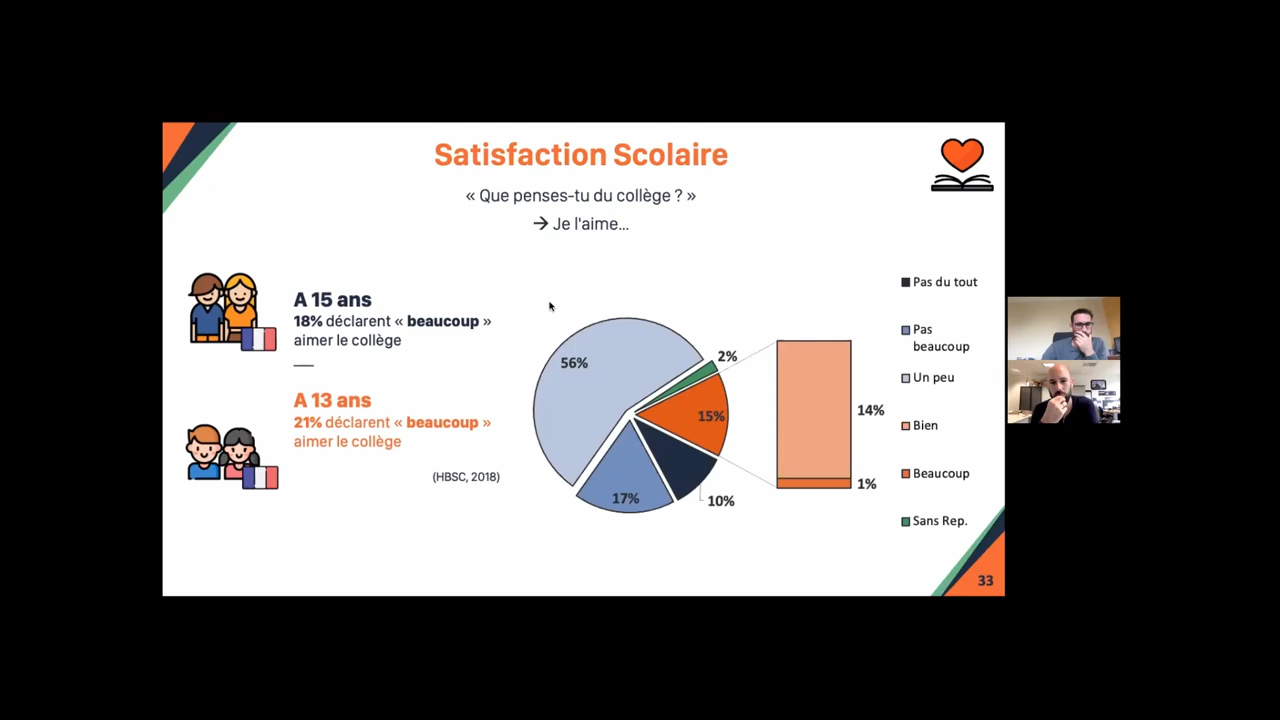 Satisfaction Scolaire
« Que penses-tu du collège ? »
→ Je l'aime...
A 15 ans
18% déclarent « beaucoup »
aimer le collège
A 13 ans
21% déclarent « beaucoup »
aimer le collège
(HBSC, 2018)
56%
2%
15%
10%
17%
14%
1%
Pas du tout
Pas
beaucoup
Un peu
Bien
Beaucoup
Sans Rep.
33